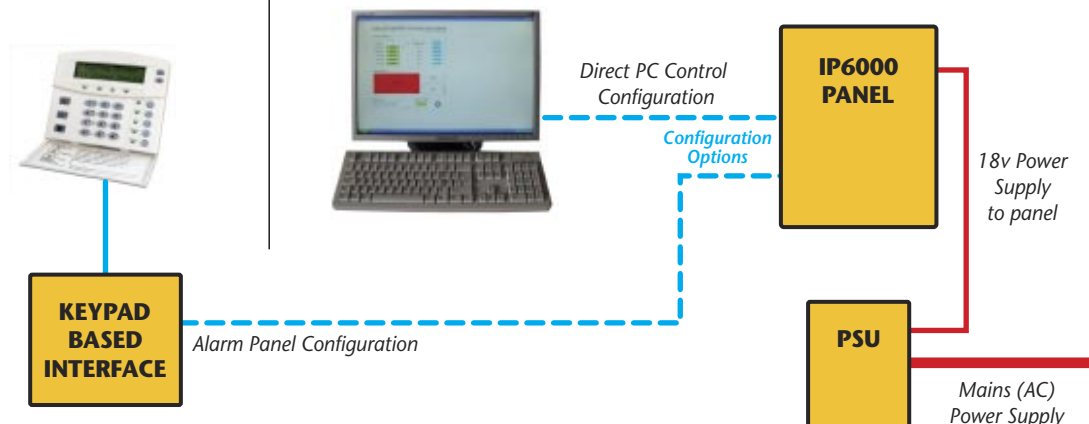 Direct PC Control
Configuration
IP6000
PANEL
Configuration
Options
18v Power
Supply
to panel
KEYPAD
BASED
INTERFACE
Alarm Panel Configuration
PSU
Mains (AC)
Power Supply